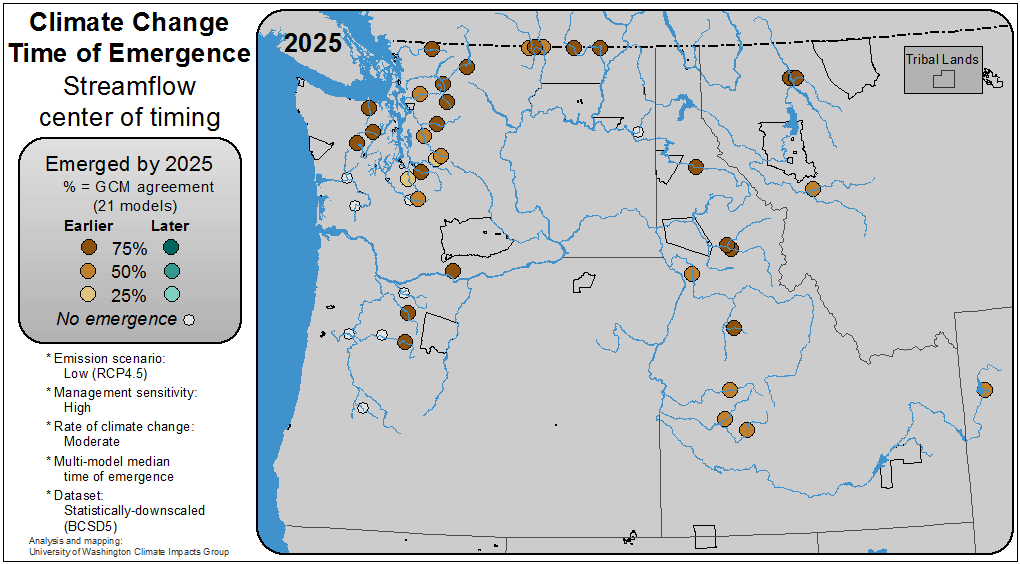 Climate Change
Time of Emergence
Streamflow
center of timing
Emerged by 2025
% = GCM agreement
(21 models)
Earlier Later
75%
50%
25%
No emergence
* Emission scenario:
Low (RCP4.5)
* Management sensitivity:
High
* Rate of climate change:
Moderate
* Multi-model median
time of emergence
* Dataset:
Statistically-downscaled
(BCSD5)
Analysis and mapping:
University of Washington Climate Impacts Group
2025
Tribal Lands